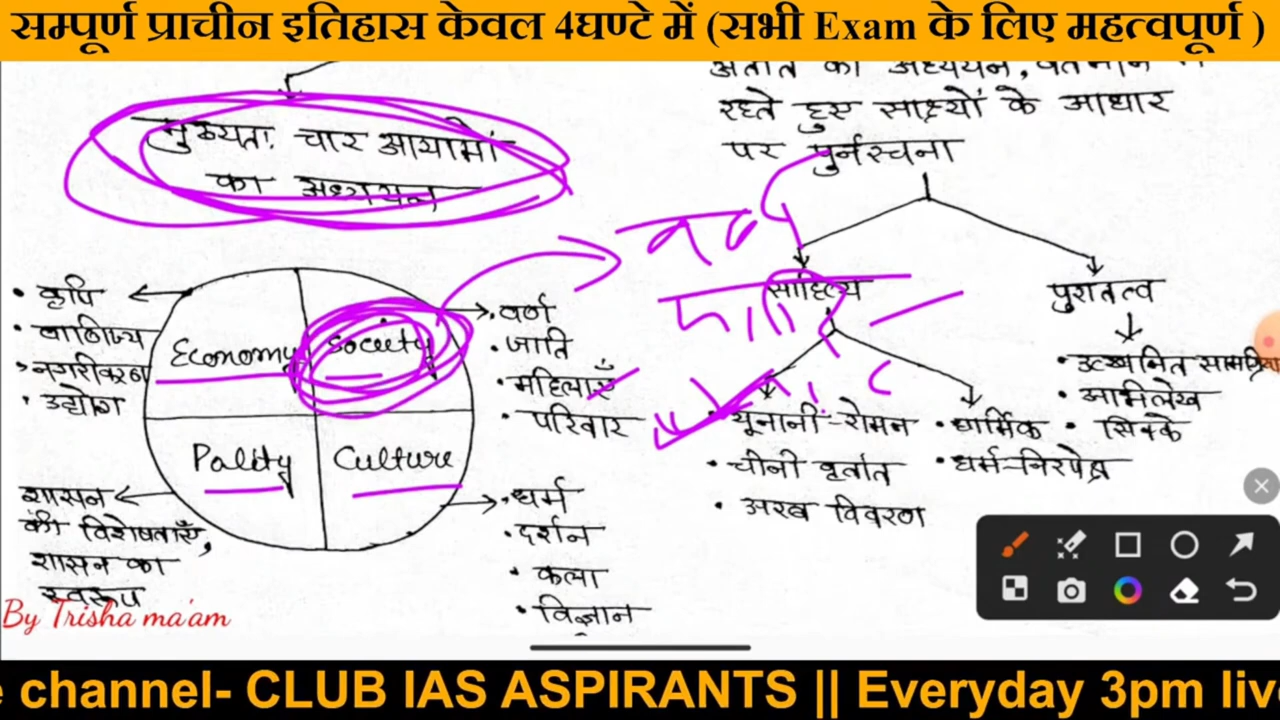 सम्पूर्ण प्राचीन इतिहास केवल 4घण्टे में (सभी Exam के लिए महत्वपूर्ण )
मुख्यतः चार आयामों
का अध्ययन
अतीत का अध्ययन, वर्तमान में
रहते हुए साक्ष्यों के आधार
पर पुर्नरचना
साहित्य
पुरातत्व
• कृषि
• वाणिज्य
• नगरीकरण
• उद्योग
Economy
Society
• वर्ण
• जाति
• महिलाएँ
• परिवार
Polity
Culture
शासन
की विशेषताएँ,
शासन का
स्वरूप
• धर्म
• दर्शन
• कला
• विज्ञान
• यूनानी-रोमन
• चीनी वृतांत
• अरब विवरण
• धार्मिक
• धर्म-निरपेक्ष
• उत्खनित सामग्रियां
• अभिलेख
• सिक्के
By Trisha ma'am
e channel- CLUB IAS ASPIRANTS || Everyday 3pm liv